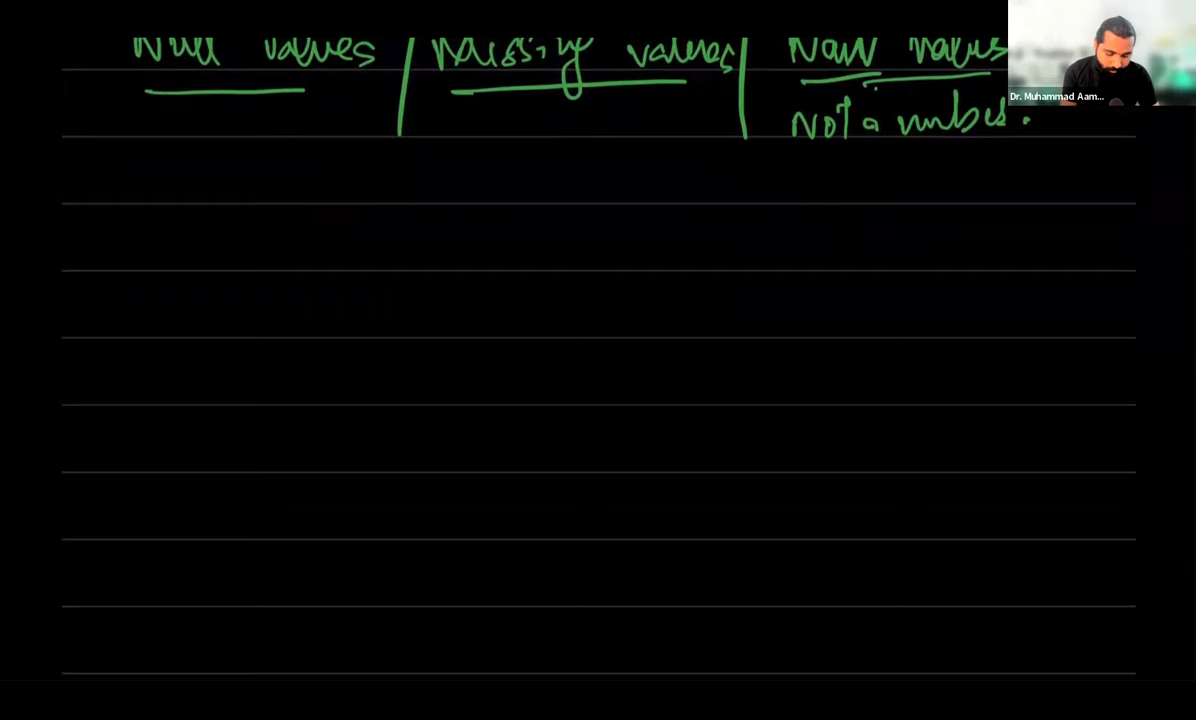 Null values / Missing values | NaN values
Not a number.
Dr. Muhammad Aam...